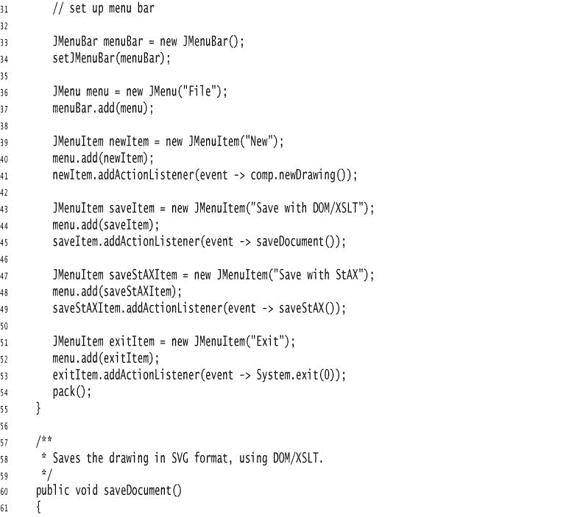 31 // set up menu bar
32
33 JMenuBar menuBar = new JMenuBar();
34 setJMenuBar(menuBar);
35
36 JMenu menu = new JMenu("File");
37 menuBar.add(menu);
38
39 JMenuItem newItem = new JMenuItem("New");
40 menu.add(newItem);
41 newItem.addActionListener(event -> comp.newDrawing());
42
43 JMenuItem saveItem = new JMenuItem("Save with DOM/XSLT");
44 menu.add(saveItem);
45 saveItem.addActionListener(event -> saveDocument());
46
47 JMenuItem saveStAXItem = new JMenuItem("Save with StAX");
48 menu.add(saveStAXItem);
49 saveStAXItem.addActionListener(event -> saveStAX());
50
51 JMenuItem exitItem = new JMenuItem("Exit");
52 menu.add(exitItem);
53 exitItem.addActionListener(event -> System.exit(0));
54 pack();
55 }
56
57 /**
58 * Saves the drawing in SVG format, using DOM/XSLT.
59 */
60 public void saveDocument()
61 {